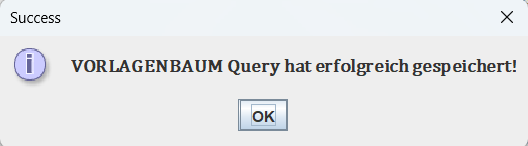 Success
VORLAGENBAUM Query hat erfolgreich gespeichert!
OK